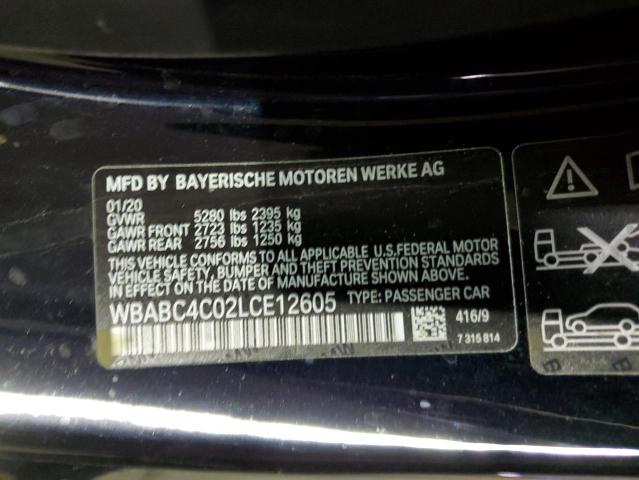 MFD BY BAYERISCHE MOTOREN WERKE AG
01/20
GVWR 5280 lbs 2395 kg
GAWR FRONT 2723 lbs 1235 kg
GAWR REAR 2756 lbs 1250 kg
THIS VEHICLE CONFORMS TO ALL APPLICABLE U.S.FEDERAL MOTOR
VEHICLE SAFETY, BUMPER AND THEFT PREVENTION STANDARDS
IN EFFECT ON THE DATE OF MANUFACTURE SHOWN ABOVE.
WBABC4C02LCE12605 TYPE: PASSENGER CAR
416/9
7 315 814